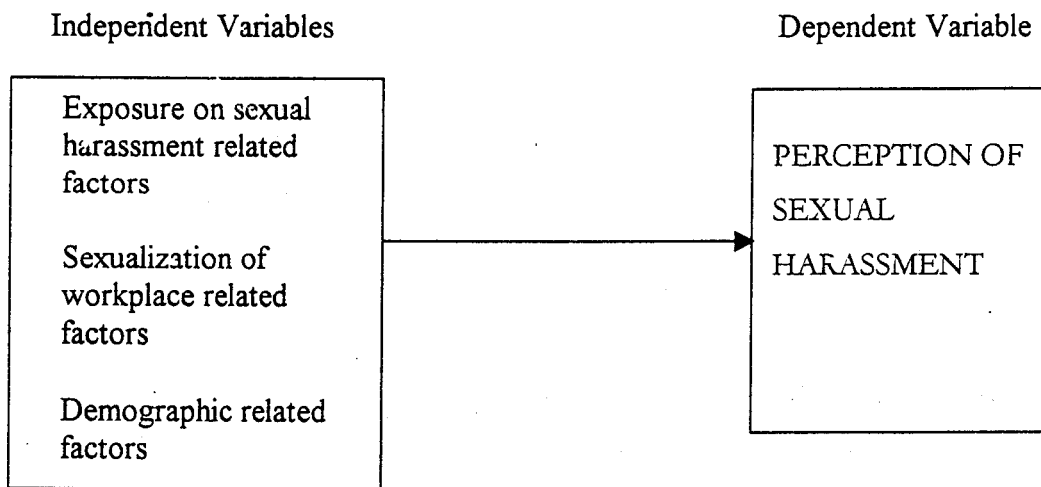 Independent Variables
Dependent Variable
Exposure on sexual
harassment related
factors
Sexualization of
workplace related
factors
Demographic related
factors
PERCEPTION OF
SEXUAL
HARASSMENT